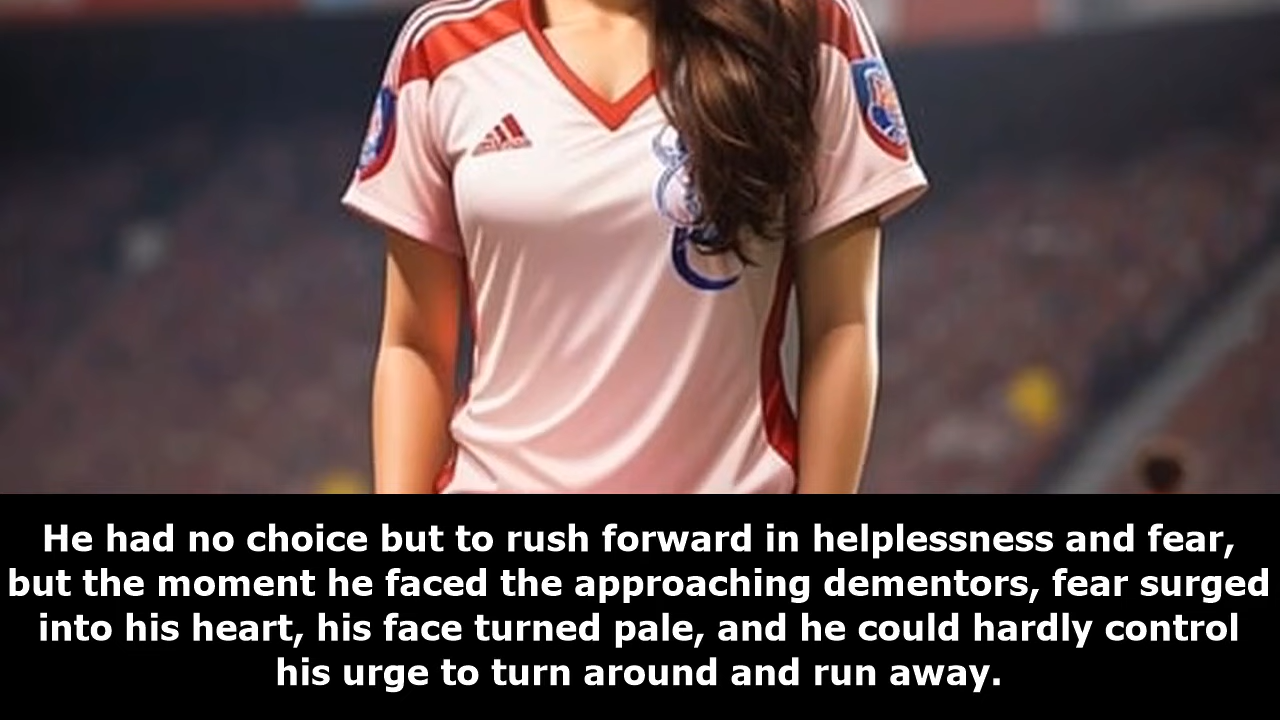 He had no choice but to rush forward in helplessness and fear,
but the moment he faced the approaching dementors, fear surged
into his heart, his face turned pale, and he could hardly control
his urge to turn around and run away.